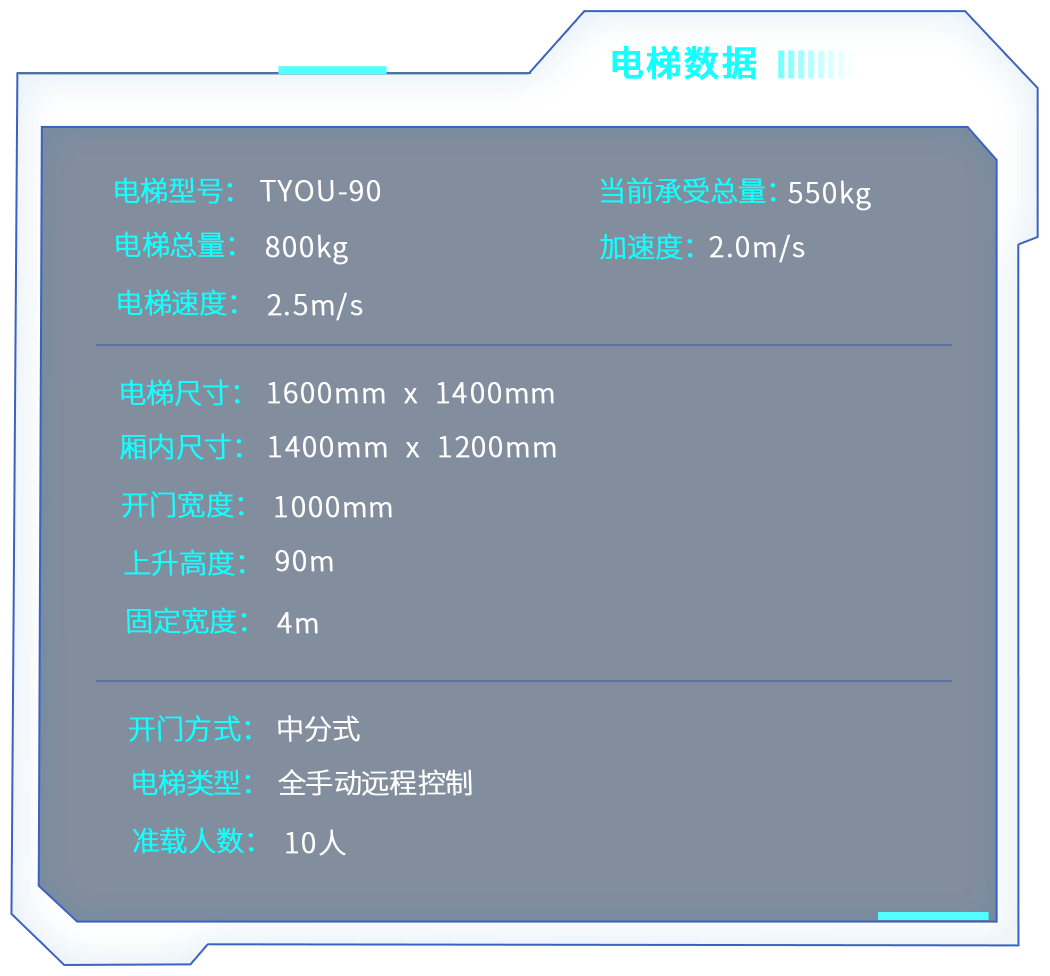 电梯数据
电梯型号： TYOU-90 当前承受总量：550kg
电梯总量： 800kg 加速度：2.0m/s
电梯速度： 2.5m/s
电梯尺寸： 1600mm x 1400mm
厢内尺寸： 1400mm x 1200mm
开门宽度： 1000mm
上升高度： 90m
固定宽度： 4m
开门方式： 中分式
电梯类型： 全手动远程控制
准载人数： 10人